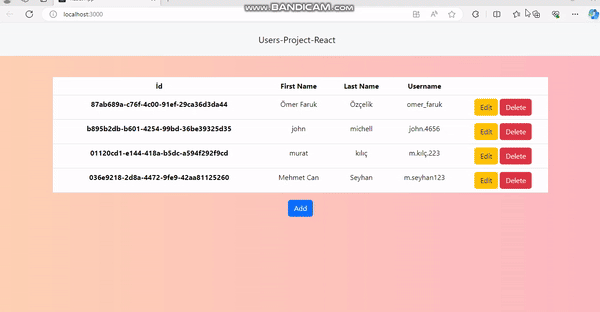 www.BANDICAM.com
localhost:3000
Users-Project-React
İd First Name Last Name Username
87ab689a-c76f-4c00-91ef-29ca36d3da44 Ömer Faruk Özçelik omer_faruk Edit Delete
b895b2db-b601-4254-99bd-36be39325d35 john michell john.4656 Edit Delete
01120cd1-e144-418a-b5dc-a594f292f9cd murat kılıç m.kılç.223 Edit Delete
036e9218-2d8a-4472-9fe9-42aa81125260 Mehmet Can Seyhan m.seyhan123 Edit Delete
Add